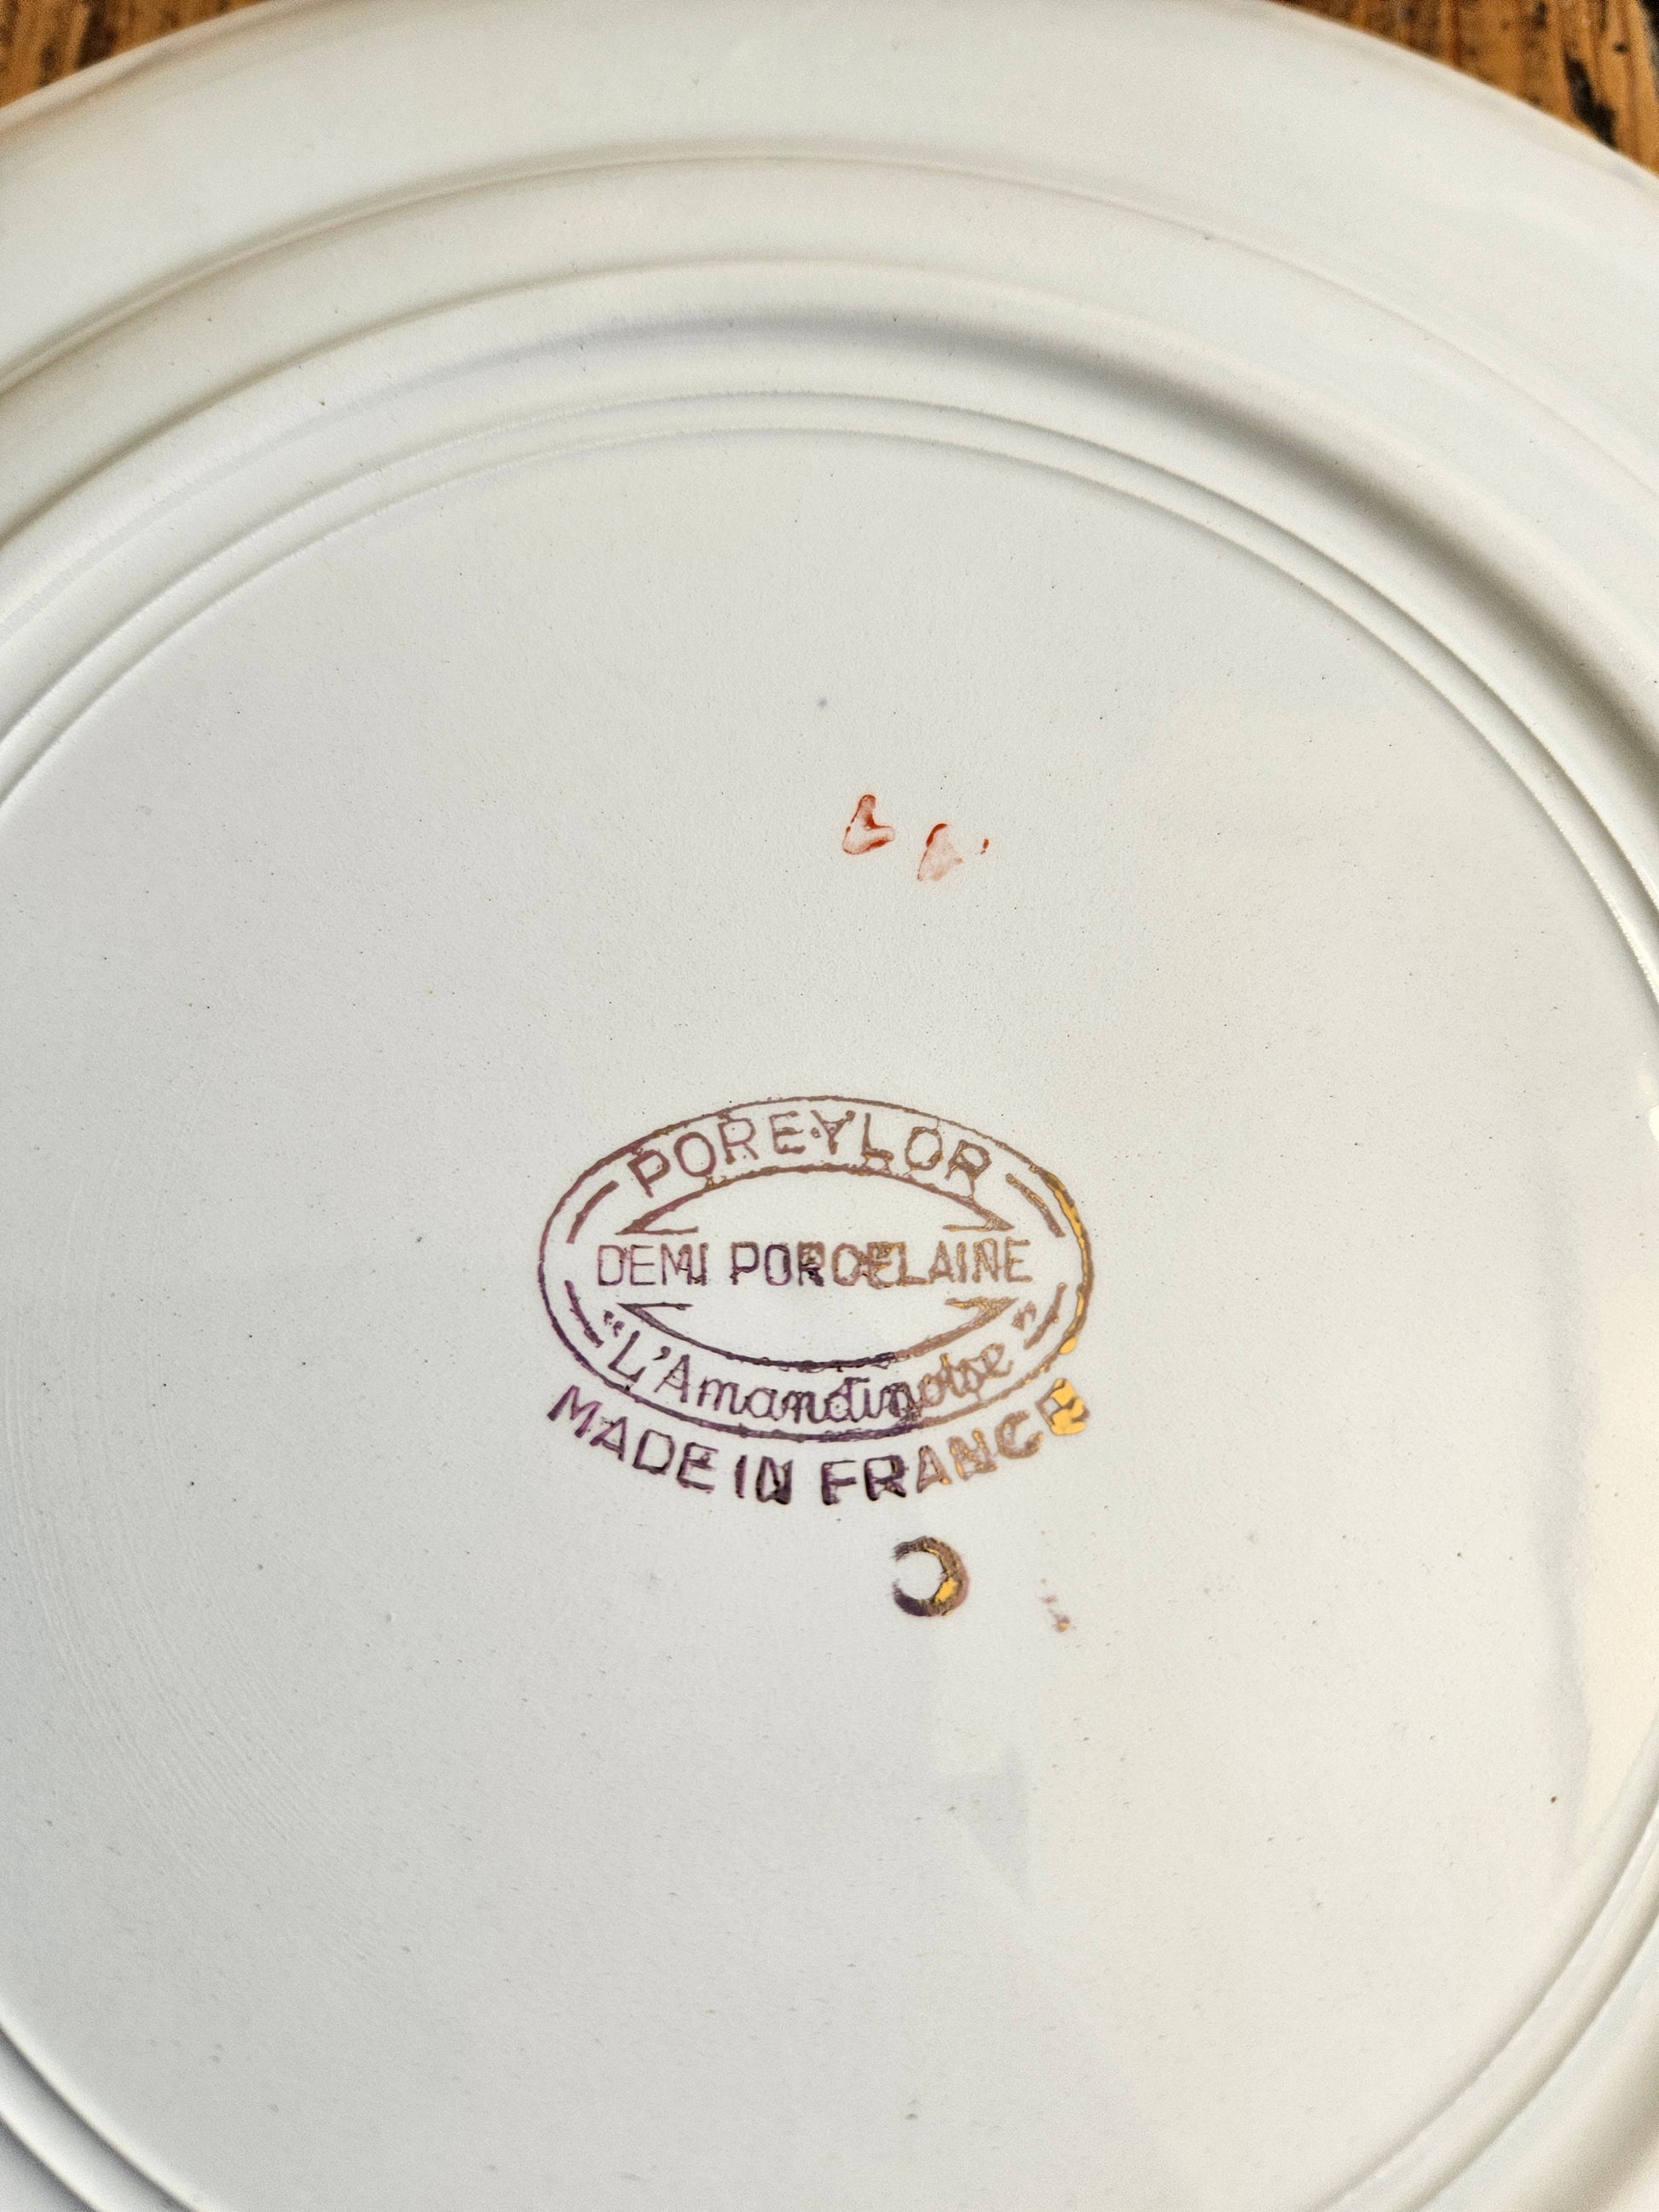 POREYLOR
DEMI PORCELAINE
"L'Amandinoise"
MADE IN FRANCE
C